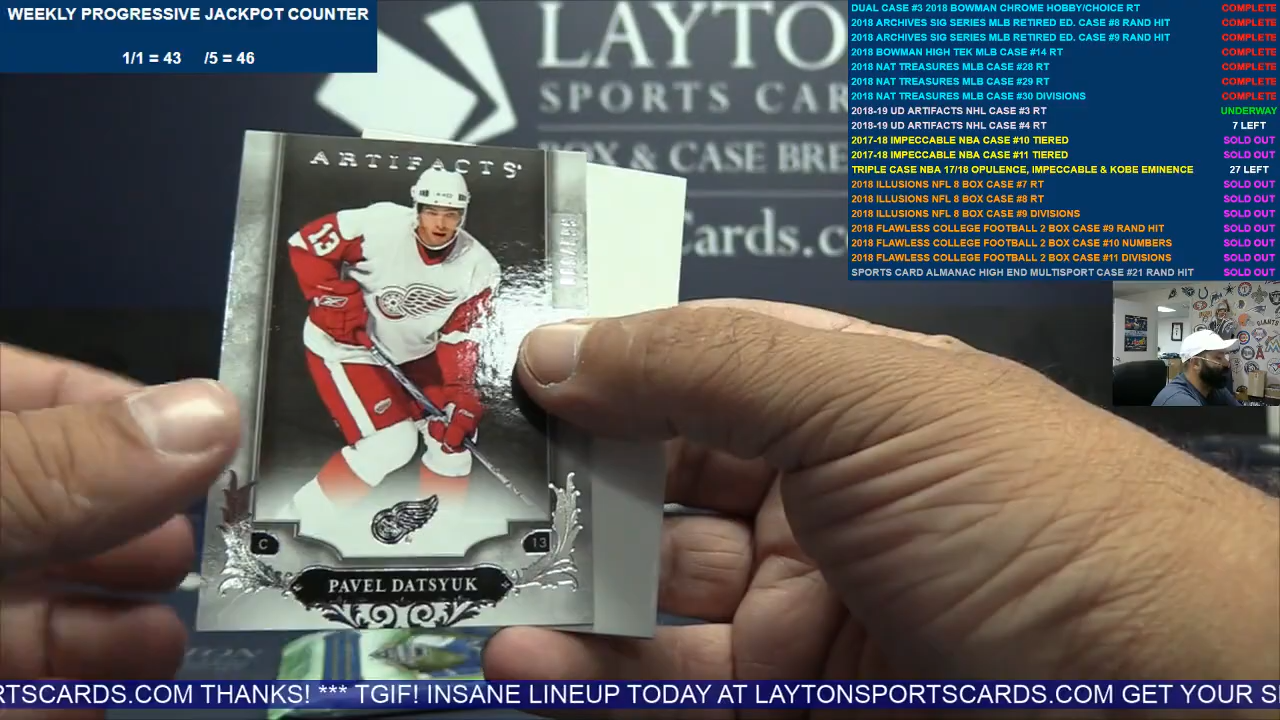 WEEKLY PROGRESSIVE JACKPOT COUNTER
1/1 = 43 /5 = 46
LAYTO
SPORTS CAR
X & CASE BRE
Cards.c
DUAL CASE #3 2018 BOWMAN CHROME HOBBY/CHOICE RT COMPLETE
2018 ARCHIVES SIG SERIES MLB RETIRED ED. CASE #8 RAND HIT COMPLETE
2018 ARCHIVES SIG SERIES MLB RETIRED ED. CASE #9 RAND HIT COMPLETE
2018 BOWMAN HIGH TEK MLB CASE #14 RT COMPLETE
2018 NAT TREASURES MLB CASE #28 RT COMPLETE
2018 NAT TREASURES MLB CASE #29 RT COMPLETE
2018 NAT TREASURES MLB CASE #30 DIVISIONS COMPLETE
2018-19 UD ARTIFACTS NHL CASE #3 RT UNDERWAY
2018-19 UD ARTIFACTS NHL CASE #4 RT 7 LEFT
2017-18 IMPECCABLE NBA CASE #10 TIERED SOLD OUT
2017-18 IMPECCABLE NBA CASE #11 TIERED SOLD OUT
TRIPLE CASE NBA 17/18 OPULENCE, IMPECCABLE & KOBE EMINENCE 27 LEFT
2018 ILLUSIONS NFL 8 BOX CASE #7 RT SOLD OUT
2018 ILLUSIONS NFL 8 BOX CASE #8 RT SOLD OUT
2018 ILLUSIONS NFL 8 BOX CASE #9 DIVISIONS SOLD OUT
2018 FLAWLESS COLLEGE FOOTBALL 2 BOX CASE #9 RAND HIT SOLD OUT
2018 FLAWLESS COLLEGE FOOTBALL 2 BOX CASE #10 NUMBERS SOLD OUT
2018 FLAWLESS COLLEGE FOOTBALL 2 BOX CASE #11 DIVISIONS SOLD OUT
SPORTS CARD ALMANAC HIGH END MULTISPORT CASE #21 RAND HIT SOLD OUT
ARTIFACTS
13
C
13
PAVEL DATSYUK
RTSCARDS.COM THANKS! *** TGIF! INSANE LINEUP TODAY AT LAYTONSPORTSCARDS.COM GET YOUR S